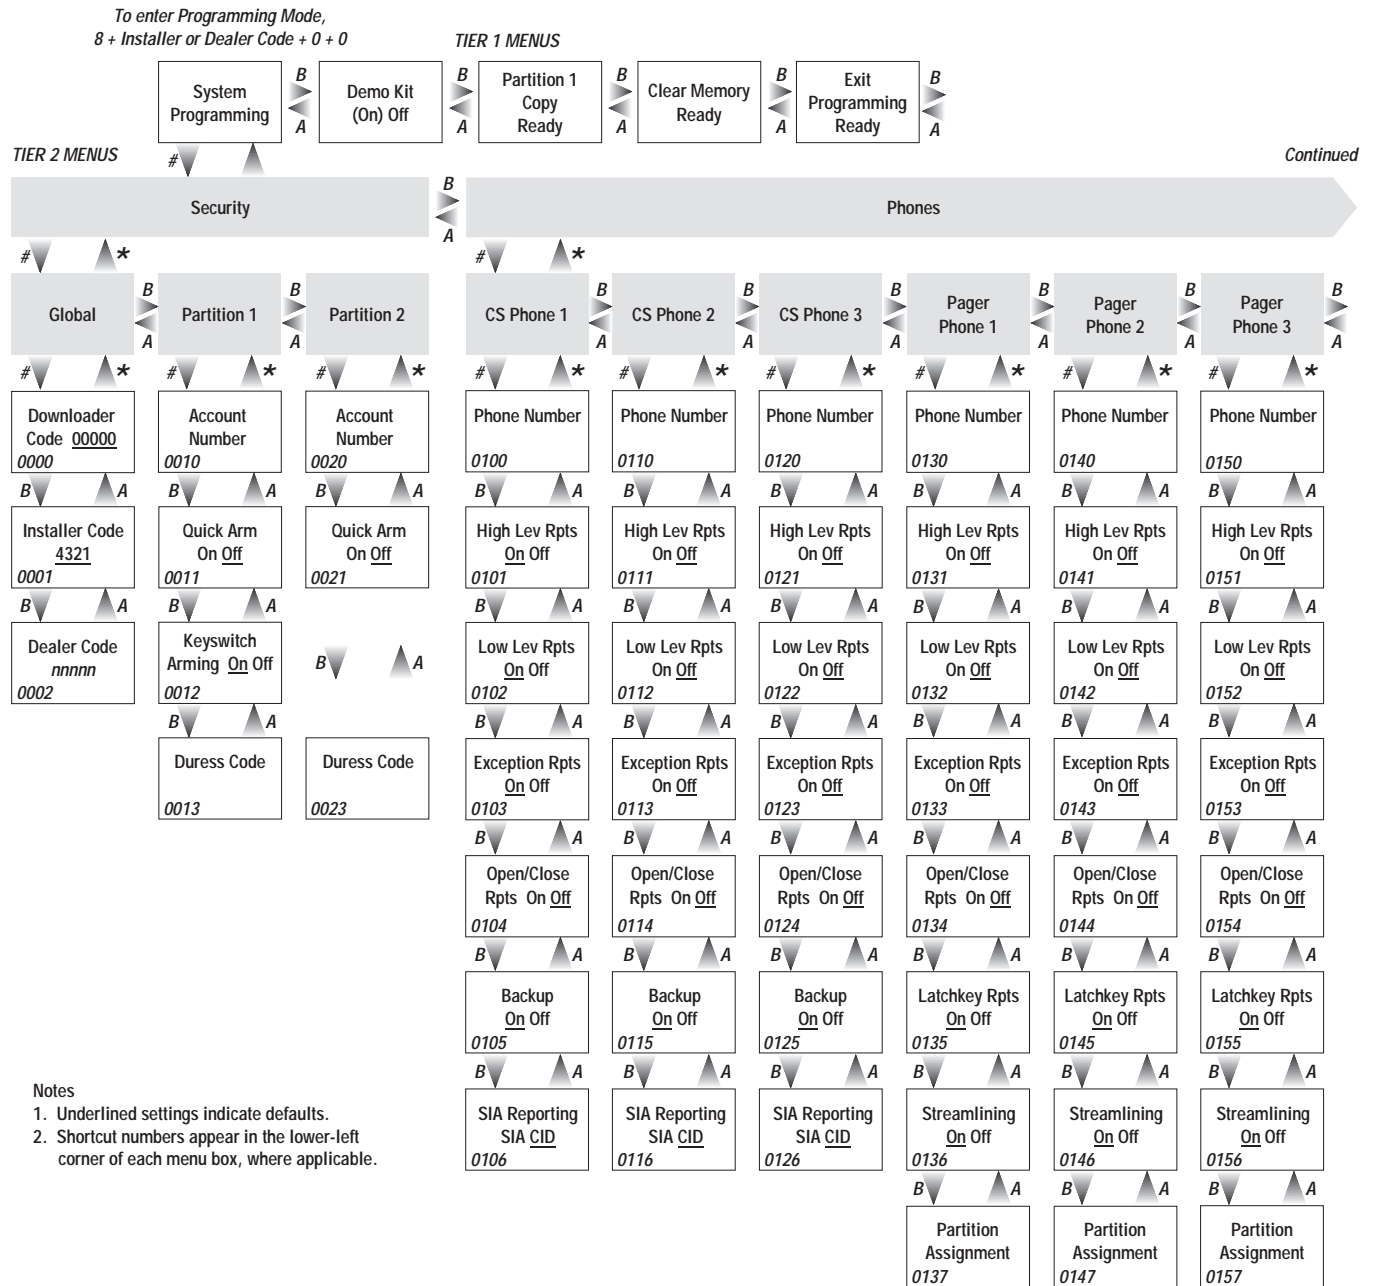 To enter Programming Mode,
8 + Installer or Dealer Code + 0 + 0
TIER 1 MENUS
System
Programming
B
A
Demo Kit
(On) Off
B
A
Partition 1
Copy
Ready
B
A
Clear Memory
Ready
B
A
Exit
Programming
Ready
B
A
TIER 2 MENUS
#
Continued
Security
B
A
Phones
# *
# *
Global
B
A
Partition 1
B
A
Partition 2
CS Phone 1
B
A
CS Phone 2
B
A
CS Phone 3
B
A
Pager
Phone 1
B
A
Pager
Phone 2
B
A
Pager
Phone 3
B
A
# * # * # * # * # * # * # * # * # *
Downloader
Code 00000
0000
Account
Number
0010
Account
Number
0020
Phone Number
0100
Phone Number
0110
Phone Number
0120
Phone Number
0130
Phone Number
0140
Phone Number
0150
B A B A B A B A B A B A B A B A B A
Installer Code
4321
0001
Quick Arm
On Off
0011
Quick Arm
On Off
0021
High Lev Rpts
On Off
0101
High Lev Rpts
On Off
0111
High Lev Rpts
On Off
0121
High Lev Rpts
On Off
0131
High Lev Rpts
On Off
0141
High Lev Rpts
On Off
0151
B A B A B A B A B A B A B A B A
Dealer Code
nnnnn
0002
Keyswitch
Arming On Off
0012
B A
Low Lev Rpts
On Off
0102
Low Lev Rpts
On Off
0112
Low Lev Rpts
On Off
0122
Low Lev Rpts
On Off
0132
Low Lev Rpts
On Off
0142
Low Lev Rpts
On Off
0152
B A B A B A B A B A B A B A
Duress Code
0013
Duress Code
0023
Exception Rpts
On Off
0103
Exception Rpts
On Off
0113
Exception Rpts
On Off
0123
Exception Rpts
On Off
0133
Exception Rpts
On Off
0143
Exception Rpts
On Off
0153
B A B A B A B A B A B A
Open/Close
Rpts On Off
0104
Open/Close
Rpts On Off
0114
Open/Close
Rpts On Off
0124
Open/Close
Rpts On Off
0134
Open/Close
Rpts On Off
0144
Open/Close
Rpts On Off
0154
B A B A B A B A B A B A
Backup
On Off
0105
Backup
On Off
0115
Backup
On Off
0125
Latchkey Rpts
On Off
0135
Latchkey Rpts
On Off
0145
Latchkey Rpts
On Off
0155
B A B A B A B A B A B A
SIA Reporting
SIA CID
0106
SIA Reporting
SIA CID
0116
SIA Reporting
SIA CID
0126
Streamlining
On Off
0136
Streamlining
On Off
0146
Streamlining
On Off
0156
B A B A B A
Partition
Assignment
0137
Partition
Assignment
0147
Partition
Assignment
0157
Notes
1. Underlined settings indicate defaults.
2. Shortcut numbers appear in the lower-left
corner of each menu box, where applicable.